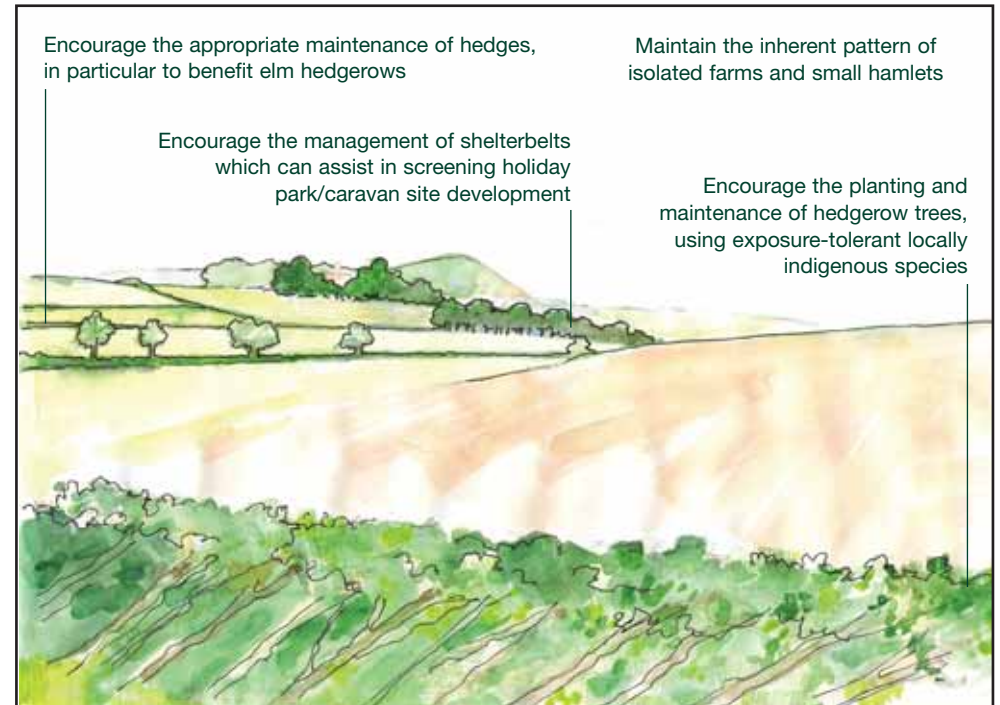 Encourage the appropriate maintenance of hedges,
in particular to benefit elm hedgerows
Maintain the inherent pattern of
isolated farms and small hamlets
Encourage the management of shelterbelts
which can assist in screening holiday
park/caravan site development
Encourage the planting and
maintenance of hedgerow trees,
using exposure-tolerant locally
indigenous species